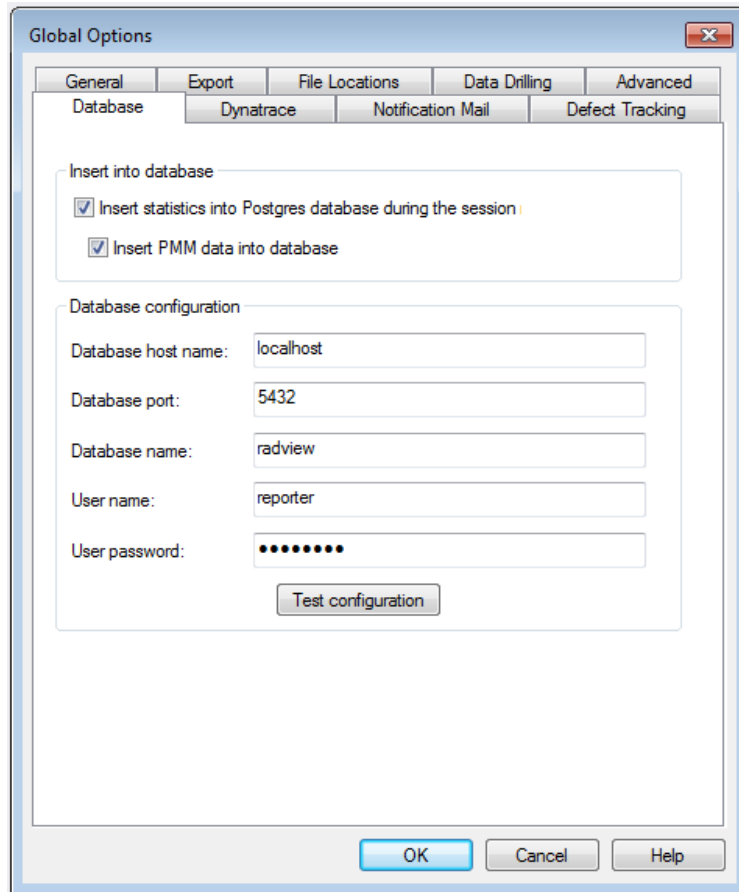 Global Options
General Export File Locations Data Drilling Advanced
Database Dynatrace Notification Mail Defect Tracking
Insert into database
Insert statistics into Postgres database during the session
Insert PMM data into database
Database configuration
Database host name: localhost
Database port: 5432
Database name: radview
User name: reporter
User password: ●●●●●●●●
Test configuration
OK Cancel Help